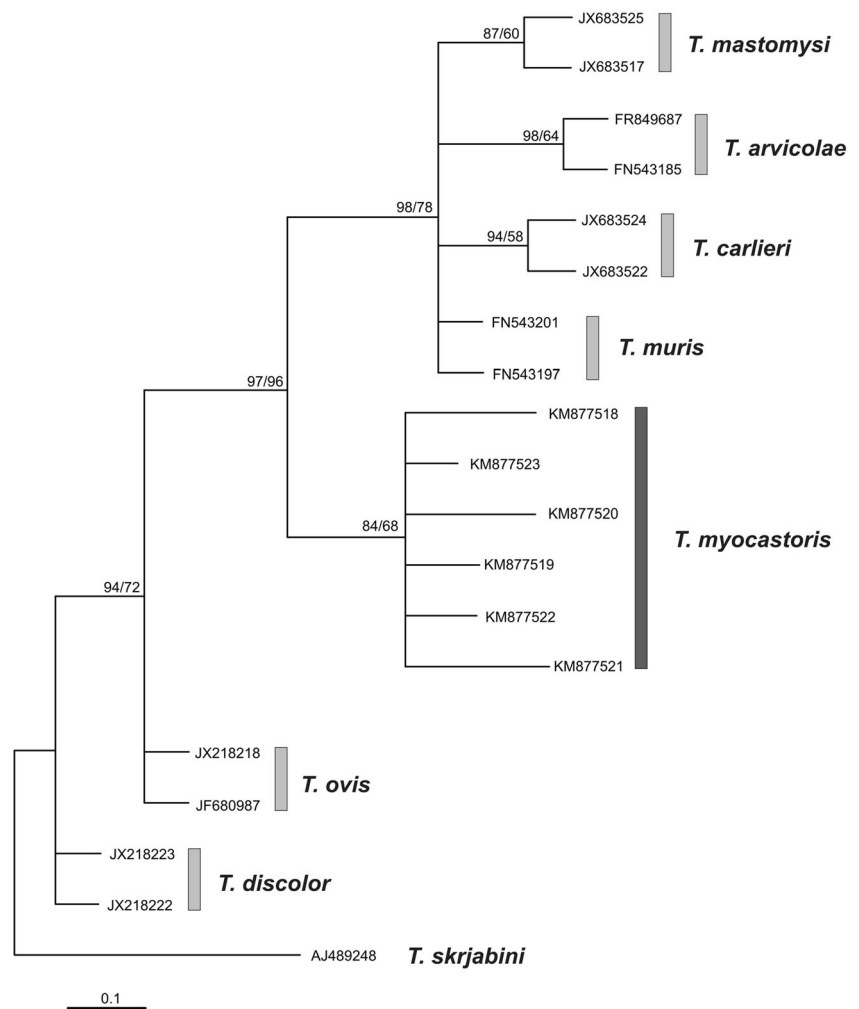 JX683525
87/60
T. mastomysi
JX683517
FR849687
98/64
T. arvicolae
FN543185
98/78
JX683524
94/58
T. carlieri
JX683522
FN543201
T. muris
FN543197
97/96
KM877518
KM877523
KM877520
84/68
T. myocastoris
KM877519
94/72
KM877522
KM877521
JX218218
T. ovis
JF680987
JX218223
T. discolor
JX218222
AJ489248
T. skrjabini
0.1